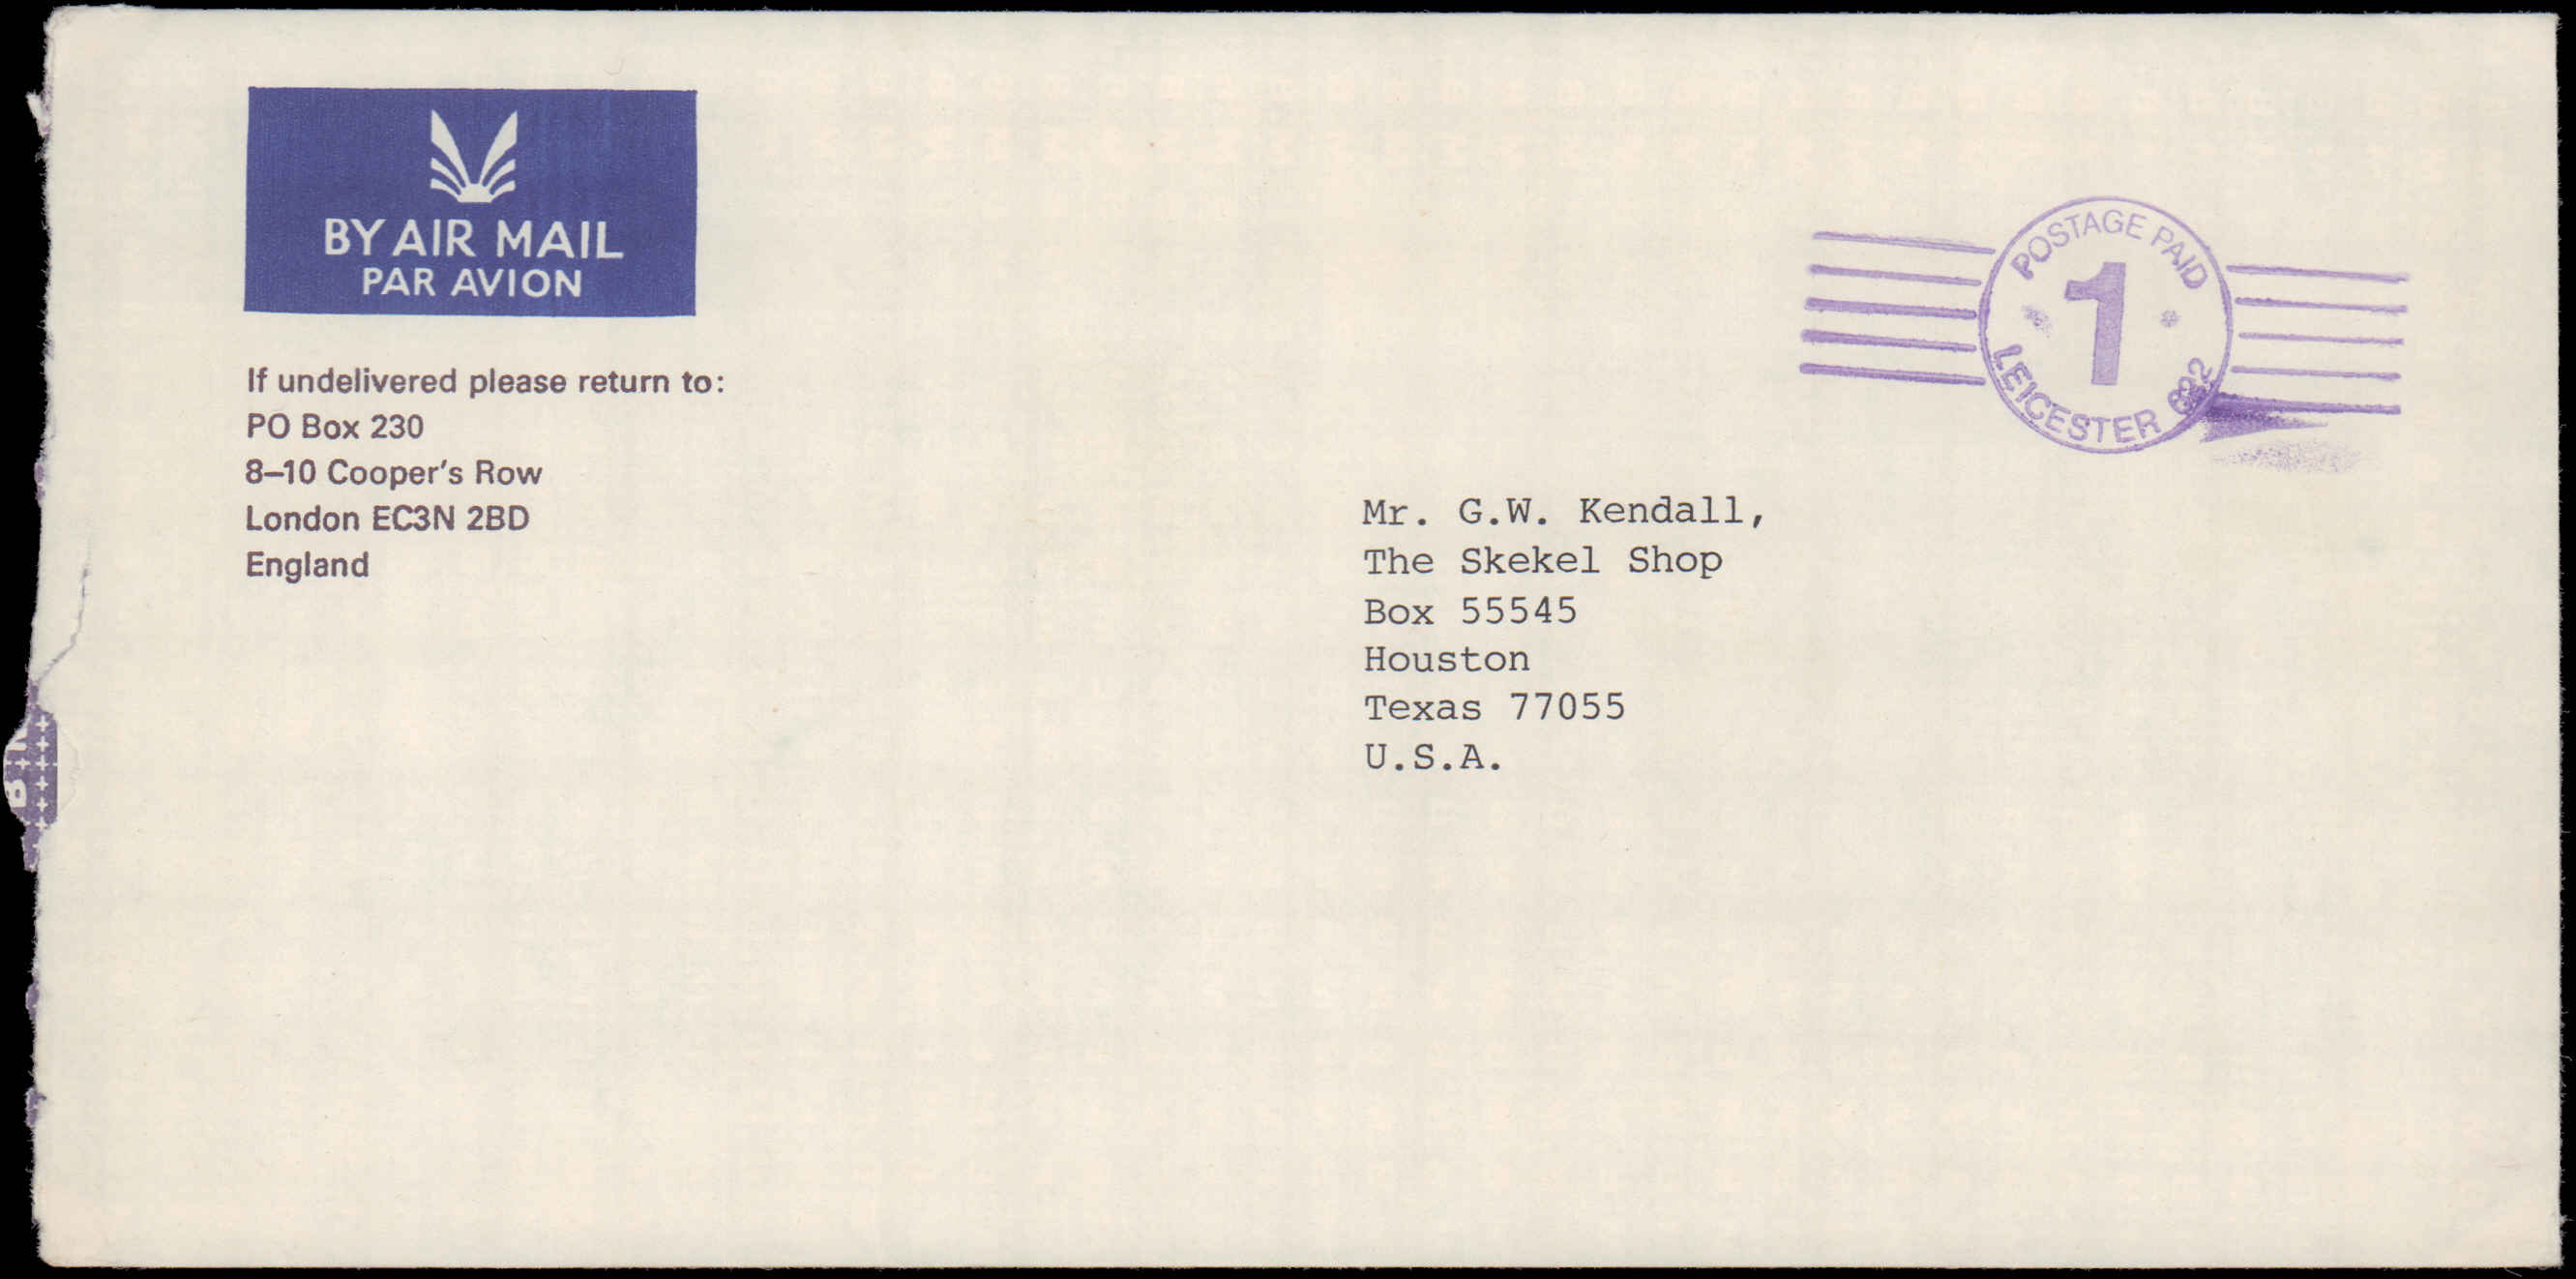 BY AIR MAIL
PAR AVION
If undelivered please return to:
PO Box 230
8–10 Cooper's Row
London EC3N 2BD
England
POSTAGE PAID
1
LEICESTER
Mr. G.W. Kendall,
The Skekel Shop
Box 55545
Houston
Texas 77055
U.S.A.